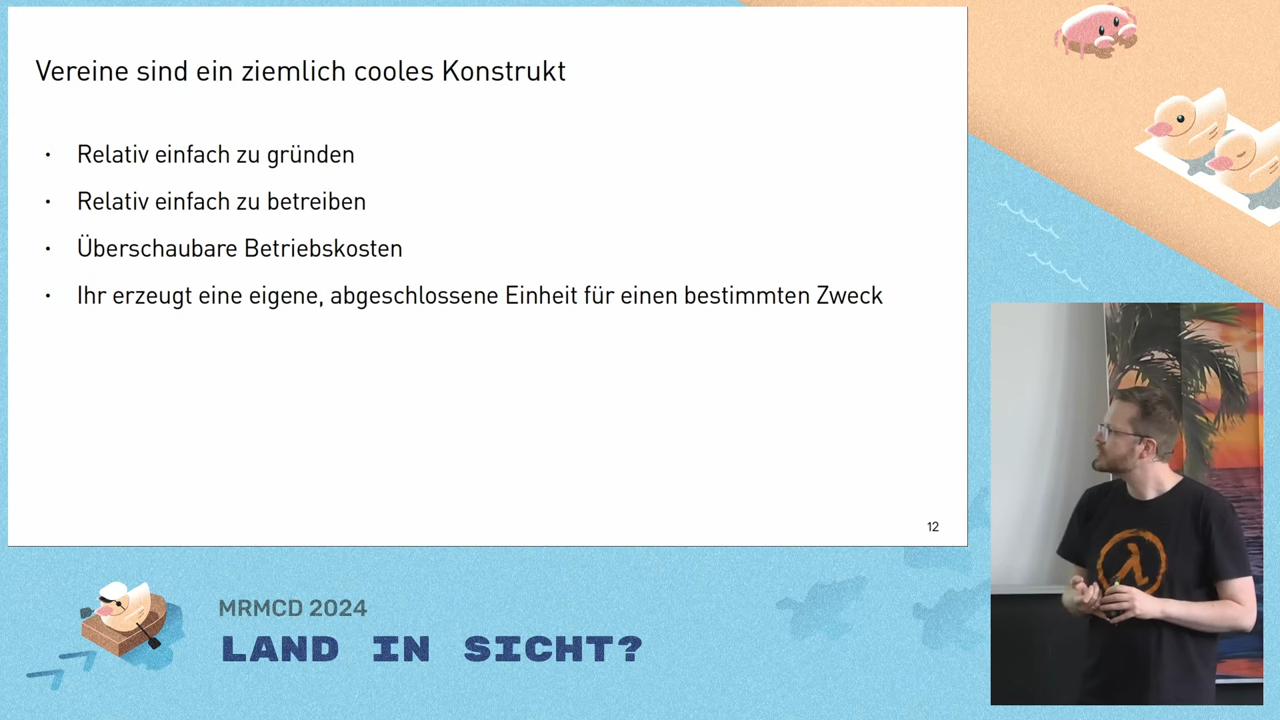 Vereine sind ein ziemlich cooles Konstrukt
· Relativ einfach zu gründen
· Relativ einfach zu betreiben
· Überschaubare Betriebskosten
· Ihr erzeugt eine eigene, abgeschlossene Einheit für einen bestimmten Zweck
12
MRMCD 2024
LAND IN SICHT?
λ